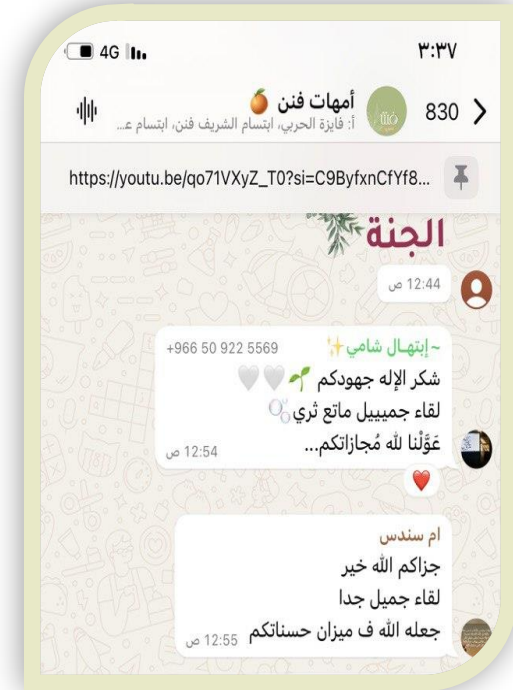 4G ٣:٣٧
830 أمهات فنن 🍊
أ: فايزة الحربي، ابتسام الشريف فنن، ابتسام عـ...
https://youtu.be/qo71VXyZ_T0?si=C9ByfxnCfYf8...
الجنة
12:44 ص
~ إبتهـال شامي ✨ +966 50 922 5569
شكر الإله جهودكم 🌱🤍🤍
لقاء جمييييل ماتع ثري🫧
عَوَّلْنا لله مُجازاتكم...
12:54 ص
❤️
ام سندس
جزاكم الله خير
لقاء جميل جدا
جعله الله ف ميزان حسناتكم 12:55 ص